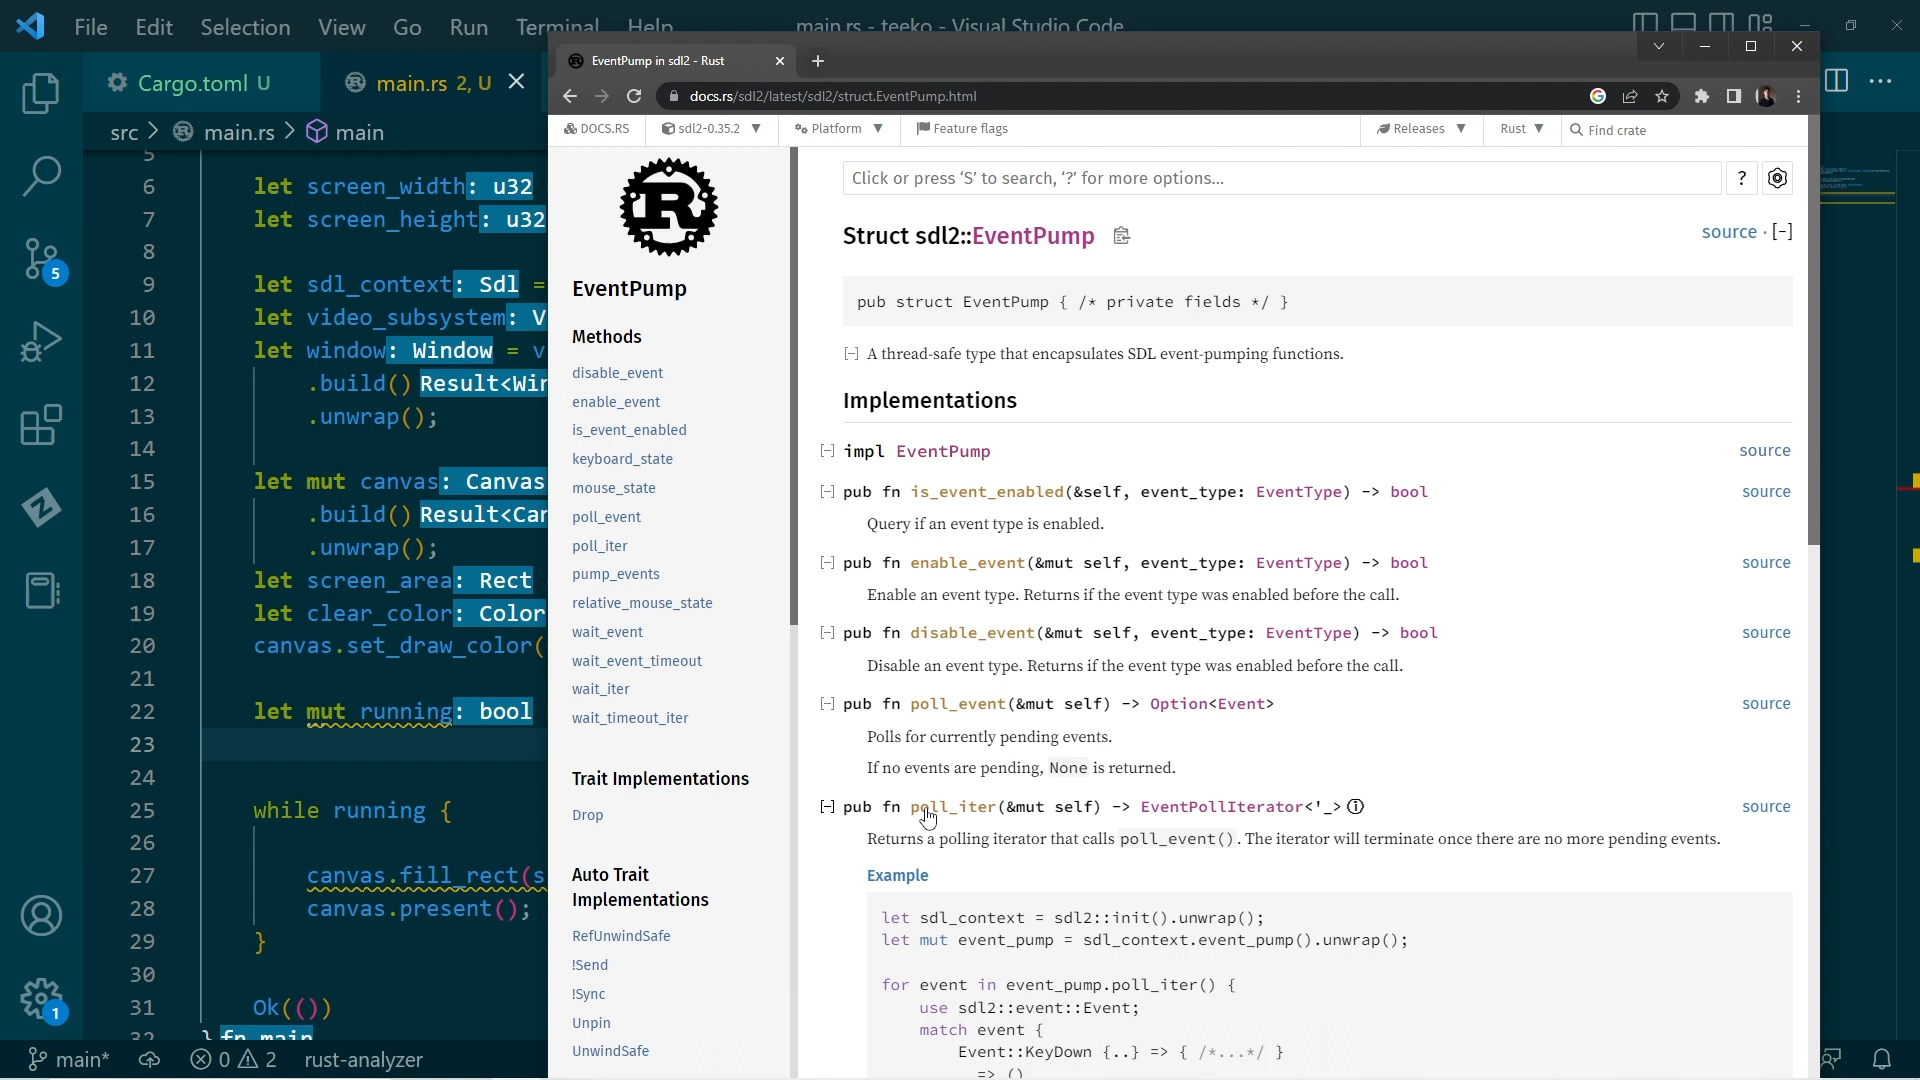 File Edit Selection View Go Run Terminal Help main.rs - teeko - Visual Studio Code
Cargo.toml U
main.rs 2, U
src > main.rs > main
5
6 let screen_width: u32
7 let screen_height: u32
8
9 let sdl_context: Sdl =
10 let video_subsystem: V
11 let window: Window = v
12 .build() Result<Wir
13 .unwrap();
14
15 let mut canvas: Canvas
16 .build() Result<Car
17 .unwrap();
18 let screen_area: Rect
19 let clear_color: Color
20 canvas.set_draw_color(
21
22 let mut running: bool
23
24
25 while running {
26
27 canvas.fill_rect(s
28 canvas.present();
29 }
30
31 Ok(())
32 } fn main
5
1
main* 0 2 rust-analyzer
EventPump in sdl2 - Rust
docs.rs/sdl2/latest/sdl2/struct.EventPump.html
DOCS.RS sdl2-0.35.2 Platform Feature flags Releases Rust Find crate
R
EventPump
Methods
disable_event
enable_event
is_event_enabled
keyboard_state
mouse_state
poll_event
poll_iter
pump_events
relative_mouse_state
wait_event
wait_event_timeout
wait_iter
wait_timeout_iter
Trait Implementations
Drop
Auto Trait
Implementations
RefUnwindSafe
!Send
!Sync
Unpin
UnwindSafe
Click or press ‘S’ to search, ‘?’ for more options...
?
Struct sdl2::EventPump
source · [-]
pub struct EventPump { /* private fields */ }
[-] A thread-safe type that encapsulates SDL event-pumping functions.
Implementations
[-] impl EventPump source
[-] pub fn is_event_enabled(&self, event_type: EventType) -> bool source
Query if an event type is enabled.
[-] pub fn enable_event(&mut self, event_type: EventType) -> bool source
Enable an event type. Returns if the event type was enabled before the call.
[-] pub fn disable_event(&mut self, event_type: EventType) -> bool source
Disable an event type. Returns if the event type was enabled before the call.
[-] pub fn poll_event(&mut self) -> Option<Event> source
Polls for currently pending events.
If no events are pending, None is returned.
[-] pub fn poll_iter(&mut self) -> EventPollIterator<'_> ⓘ source
Returns a polling iterator that calls poll_event(). The iterator will terminate once there are no more pending events.
Example
let sdl_context = sdl2::init().unwrap();
let mut event_pump = sdl_context.event_pump().unwrap();
for event in event_pump.poll_iter() {
use sdl2::event::Event;
match event {
Event::KeyDown {..} => { /*...*/ }
=> ()